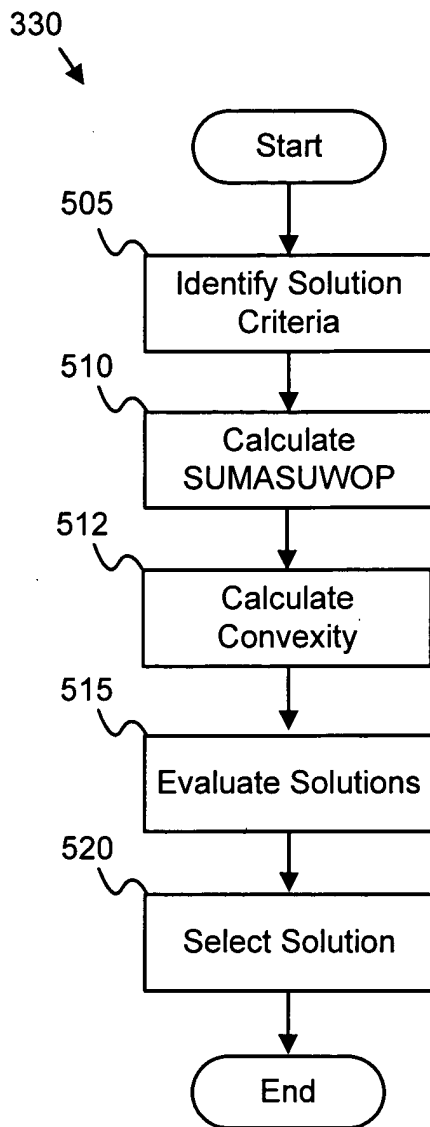 330
Start
505
Identify Solution
Criteria
510
Calculate
SUMASUWOP
512
Calculate
Convexity
515
Evaluate Solutions
520
Select Solution
End